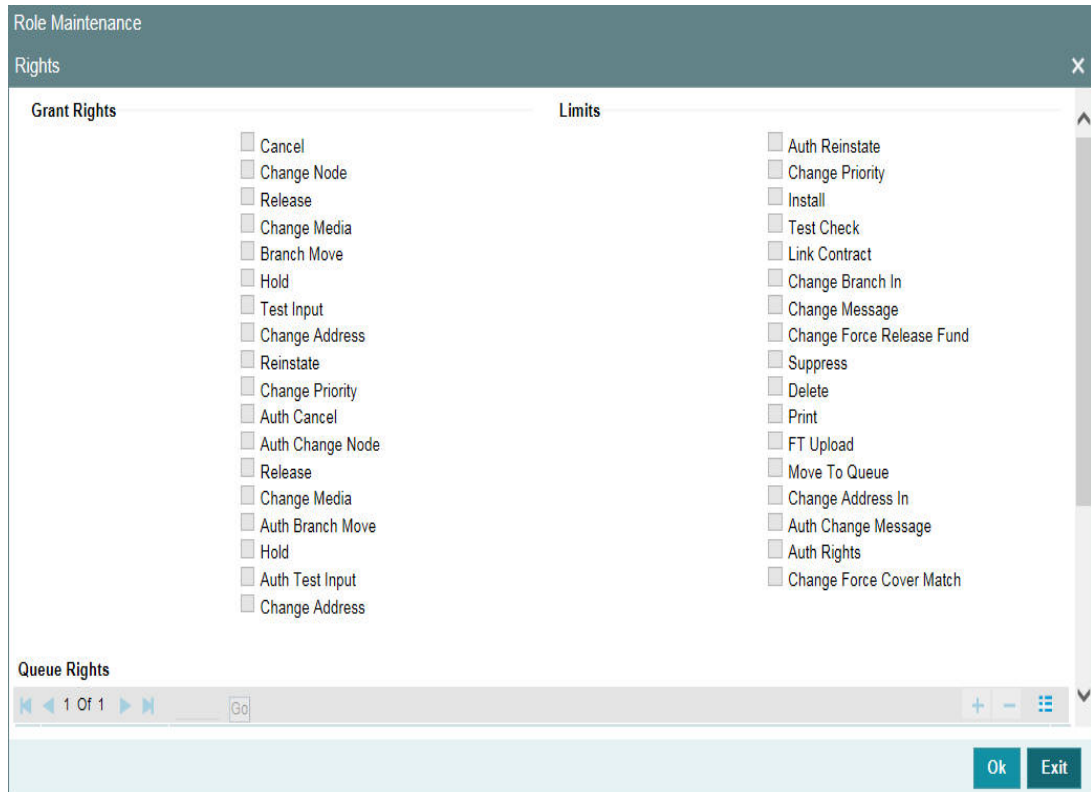 Role Maintenance
Rights
Grant Rights
Cancel
Change Node
Release
Change Media
Branch Move
Hold
Test Input
Change Address
Reinstate
Change Priority
Auth Cancel
Auth Change Node
Release
Change Media
Auth Branch Move
Hold
Auth Test Input
Change Address
Limits
Auth Reinstate
Change Priority
Install
Test Check
Link Contract
Change Branch In
Change Message
Change Force Release Fund
Suppress
Delete
Print
FT Upload
Move To Queue
Change Address In
Auth Change Message
Auth Rights
Change Force Cover Match
Queue Rights
1 Of 1 Go
Ok Exit